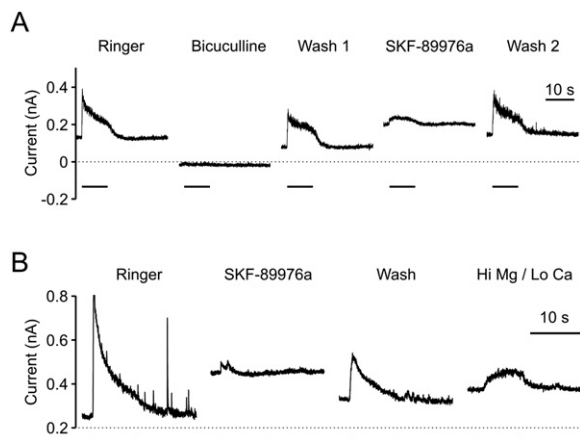 A
Ringer Bicuculline Wash 1 SKF-89976a Wash 2
10 s
Current (nA)
0.4
0.2
0
-0.2
B
Ringer SKF-89976a Wash Hi Mg / Lo Ca
10 s
Current (nA)
0.8
0.6
0.4
0.2